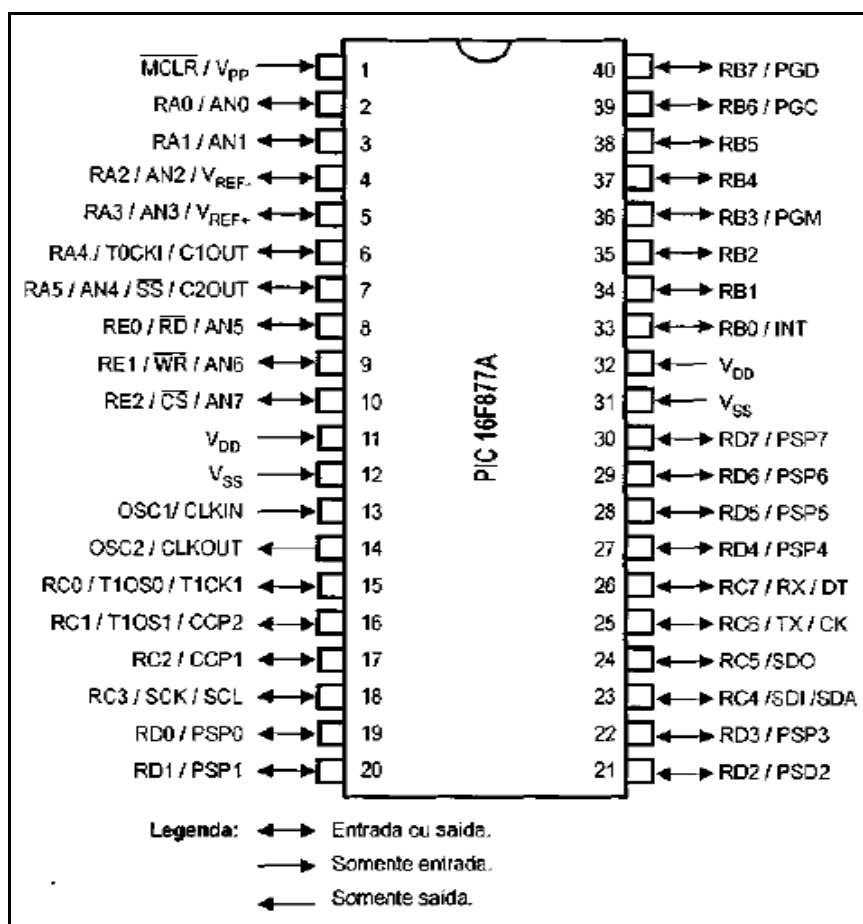 MCLR / VPP 1
RA0 / AN0 2
RA1 / AN1 3
RA2 / AN2 / VREF- 4
RA3 / AN3 / VREF+ 5
RA4 / T0CKI / C1OUT 6
RA5 / AN4 / SS / C2OUT 7
RE0 / RD / AN5 8
RE1 / WR / AN6 9
RE2 / CS / AN7 10
VDD 11
VSS 12
OSC1/ CLKIN 13
OSC2 / CLKOUT 14
RC0 / T1OS0 / T1CK1 15
RC1 / T1OS1 / CCP2 16
RC2 / CCP1 17
RC3 / SCK / SCL 18
RD0 / PSP0 19
RD1 / PSP1 20
PIC 16F877A
40 RB7 / PGD
39 RB6 / PGC
38 RB5
37 RB4
36 RB3 / PGM
35 RB2
34 RB1
33 RB0 / INT
32 VDD
31 VSS
30 RD7 / PSP7
29 RD6 / PSP6
28 RD5 / PSP5
27 RD4 / PSP4
26 RC7 / RX / DT
25 RC6 / TX / CK
24 RC5 /SDO
23 RC4 /SDI /SDA
22 RD3 / PSP3
21 RD2 / PSD2
Legenda: Entrada ou saída.
Somente entrada.
Somente saída.